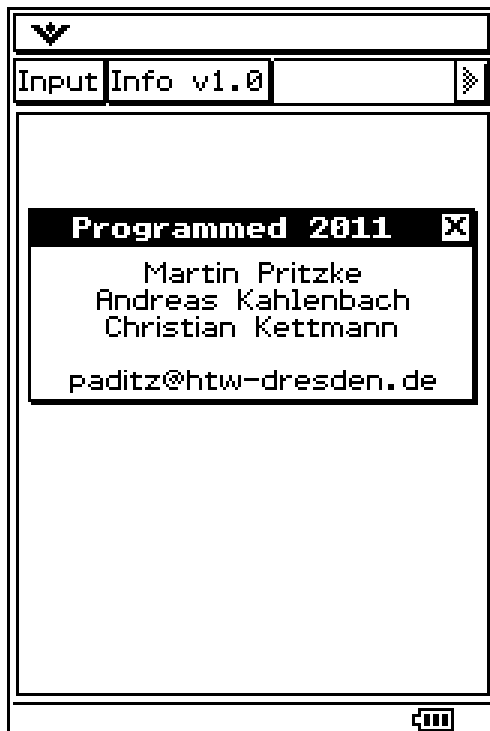 Input Info v1.0
Programmed 2011
Martin Pritzke
Andreas Kahlenbach
Christian Kettmann
paditz@htw-dresden.de